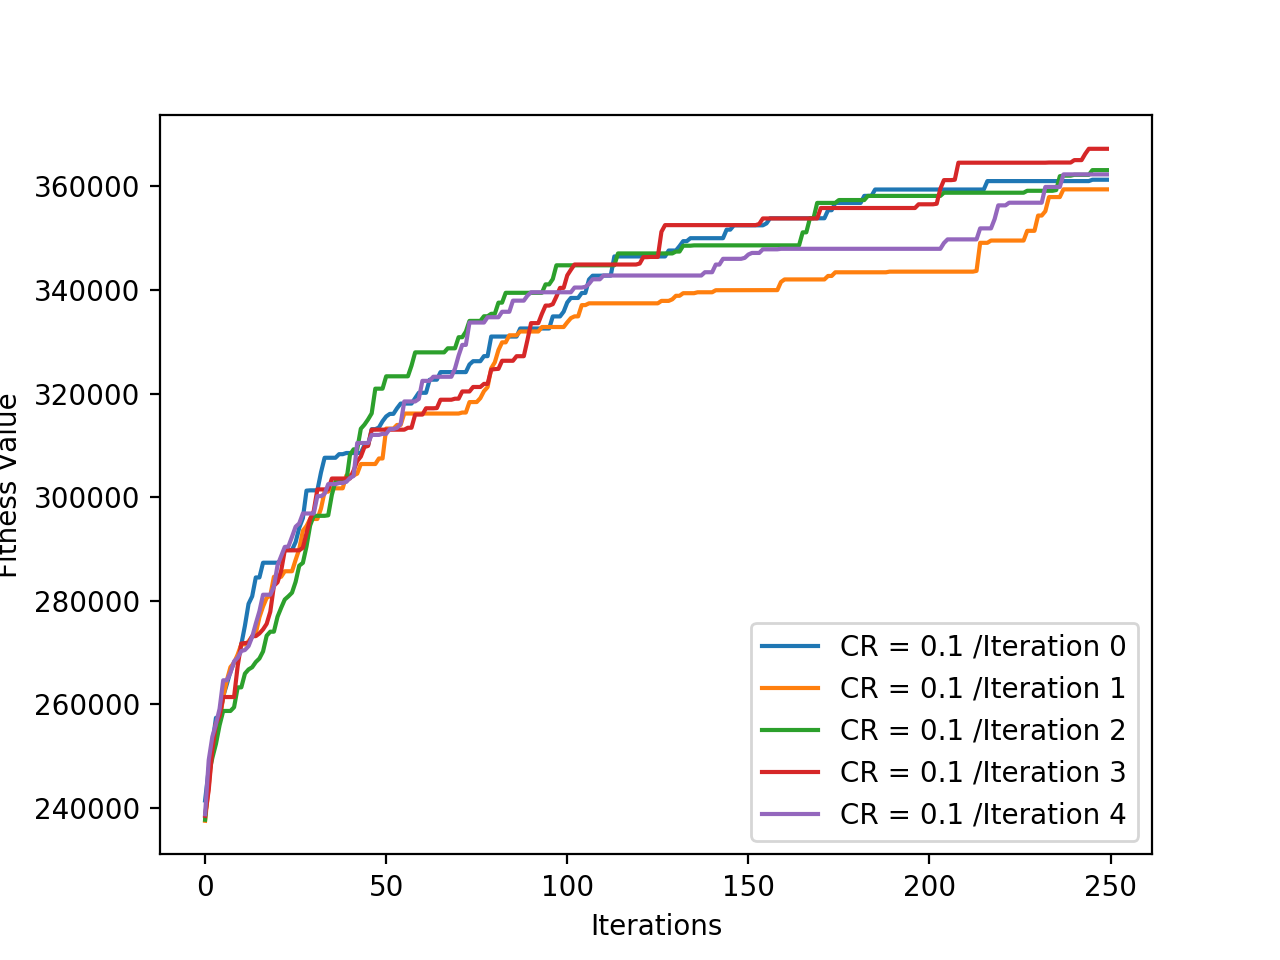 360000
340000
320000
300000
280000
260000
240000
Fitness Value
0 50 100 150 200 250
Iterations
CR = 0.1 /Iteration 0
CR = 0.1 /Iteration 1
CR = 0.1 /Iteration 2
CR = 0.1 /Iteration 3
CR = 0.1 /Iteration 4